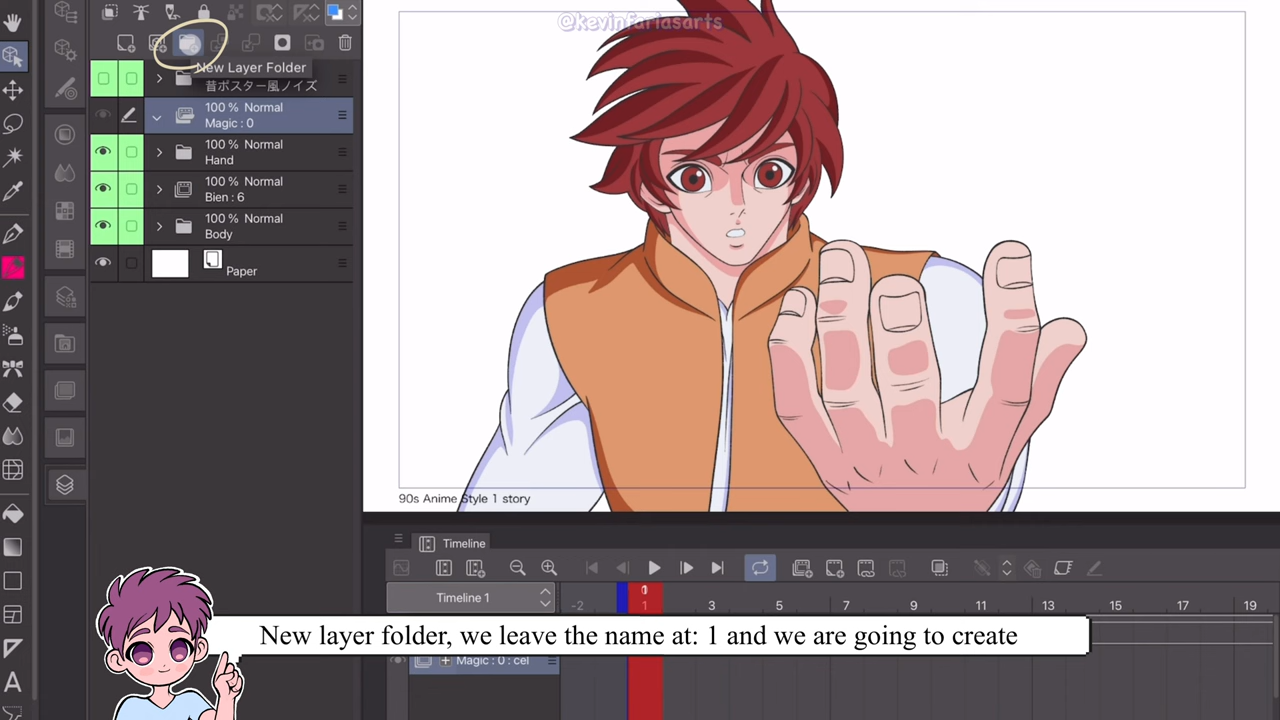 @kevinfariasarts
New Layer Folder
昔ポスター風ノイズ
100 % Normal
Magic : 0
100 % Normal
Hand
100 % Normal
Bien : 6
100 % Normal
Body
Paper
90s Anime Style 1 story
Timeline
Timeline 1
-2 0 1 3 5 7 9 11 13 15 17 19
New layer folder, we leave the name at: 1 and we are going to create
Magic : 0 : cel
A